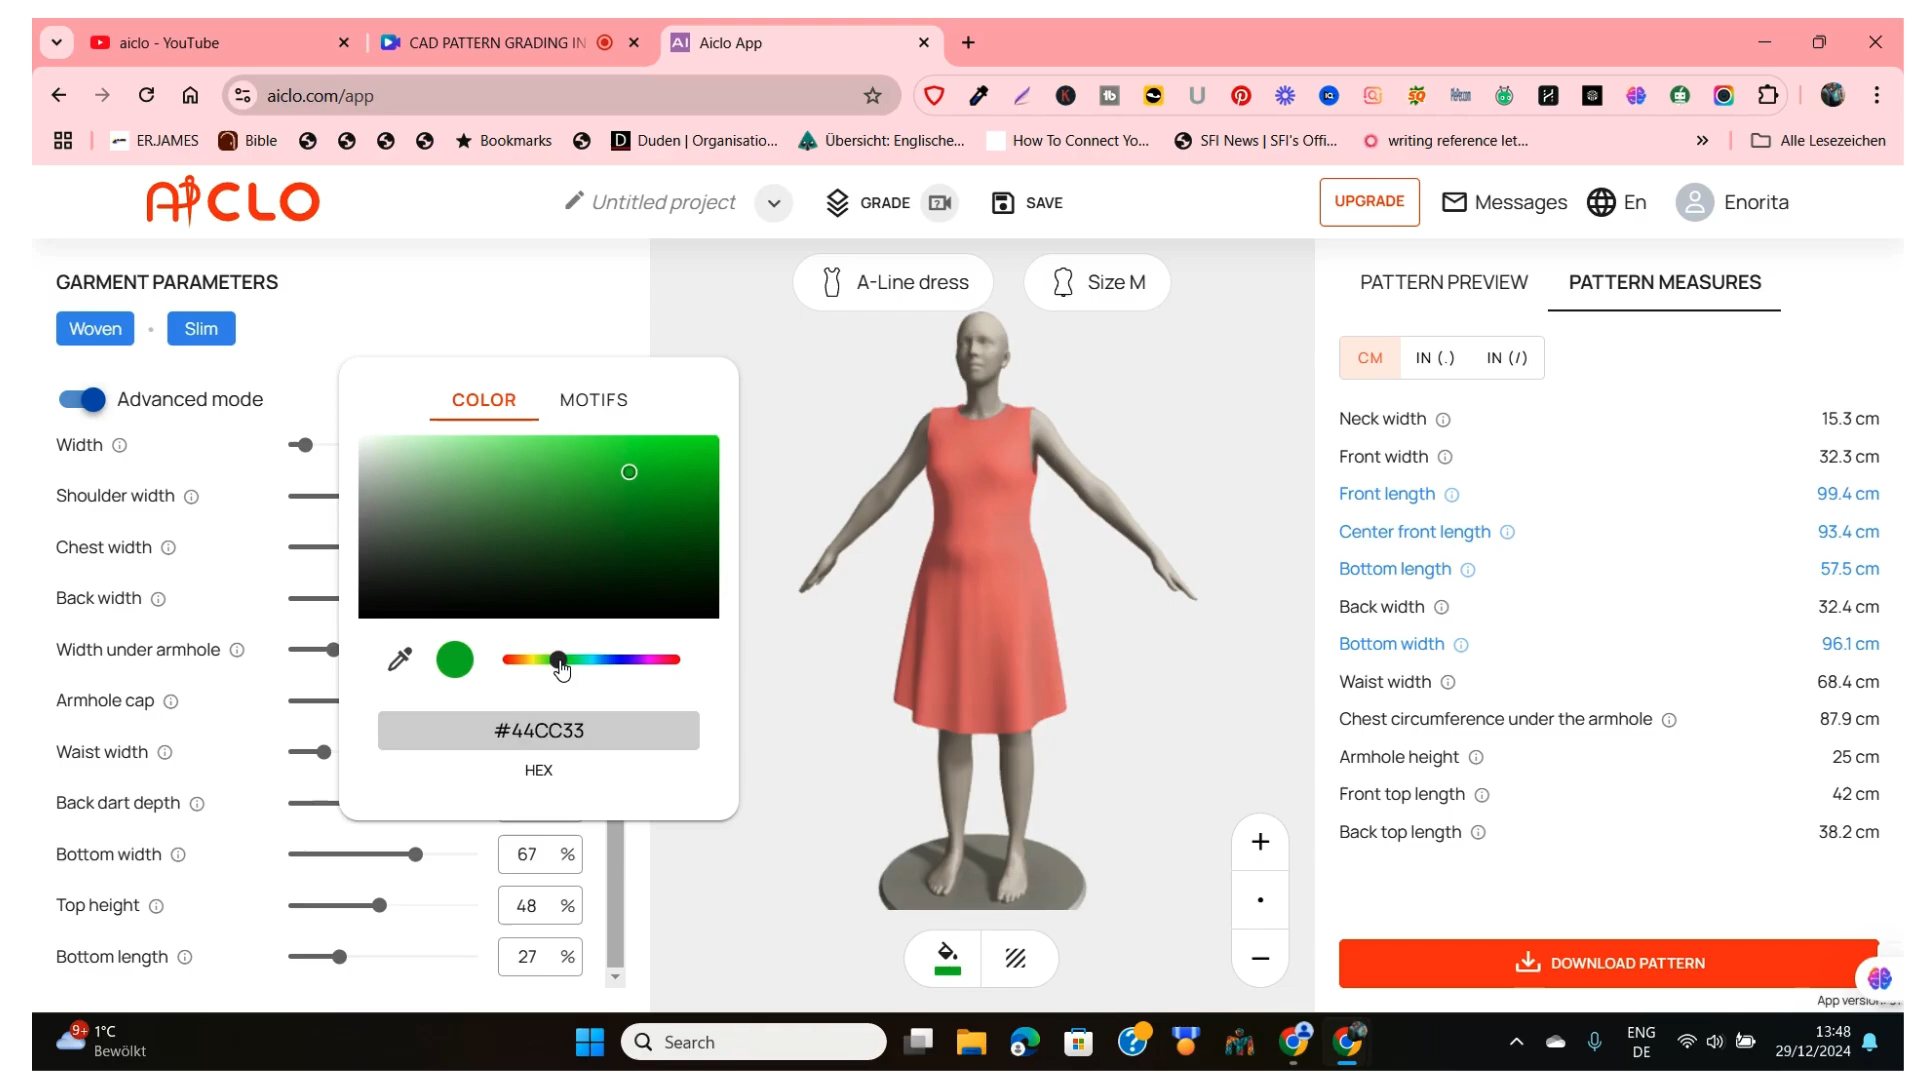 aiclo - YouTube
CAD PATTERN GRADING IN
AI Aiclo App
aiclo.com/app
ER.JAMES
Bible
Bookmarks
D Duden | Organisatio...
Übersicht: Englische...
How To Connect Yo...
SFI News | SFI's Offi...
writing reference let...
Alle Lesezeichen
AICLO
Untitled project
GRADE
SAVE
UPGRADE
Messages
En
Enorita
GARMENT PARAMETERS
Woven
Slim
Advanced mode
Width
Shoulder width
Chest width
Back width
Width under armhole
Armhole cap
Waist width
Back dart depth
Bottom width 67 %
Top height 48 %
Bottom length 27 %
COLOR
MOTIFS
#44CC33
HEX
A-Line dress
Size M
PATTERN PREVIEW
PATTERN MEASURES
CM
IN (.)
IN (/)
Neck width 15.3 cm
Front width 32.3 cm
Front length 99.4 cm
Center front length 93.4 cm
Bottom length 57.5 cm
Back width 32.4 cm
Bottom width 96.1 cm
Waist width 68.4 cm
Chest circumference under the armhole 87.9 cm
Armhole height 25 cm
Front top length 42 cm
Back top length 38.2 cm
DOWNLOAD PATTERN
App version
9+
1°C
Bewölkt
Search
ENG
DE
13:48
29/12/2024